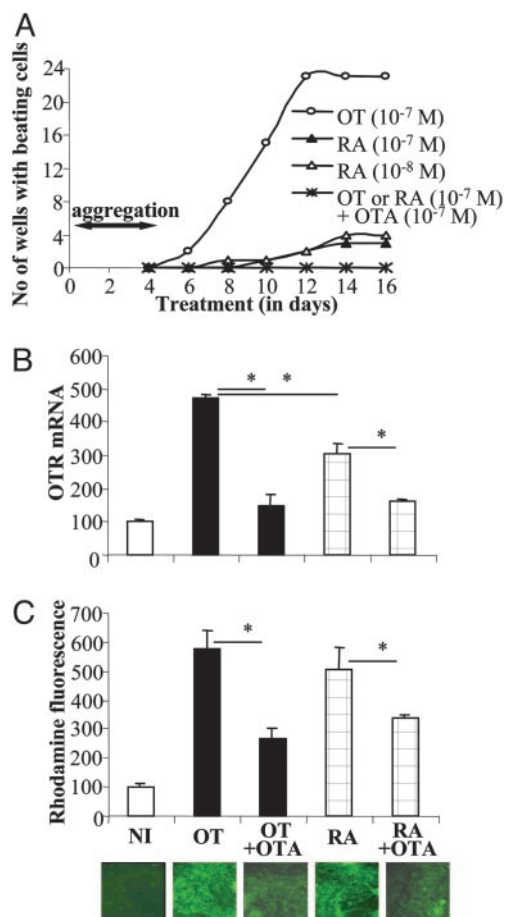 A
No of wells with beating cells
24
20
16
12
8
4
0
aggregation
OT (10⁻⁷ M)
RA (10⁻⁷ M)
RA (10⁻⁸ M)
OT or RA (10⁻⁷ M)
+ OTA (10⁻⁷ M)
0 2 4 6 8 10 12 14 16
Treatment (in days)
B
OTR mRNA
600
500
400
300
200
100
0
* *
*
C
Rhodamine fluorescence
700
600
500
400
300
200
100
0
*
*
NI OT OT +OTA RA RA +OTA